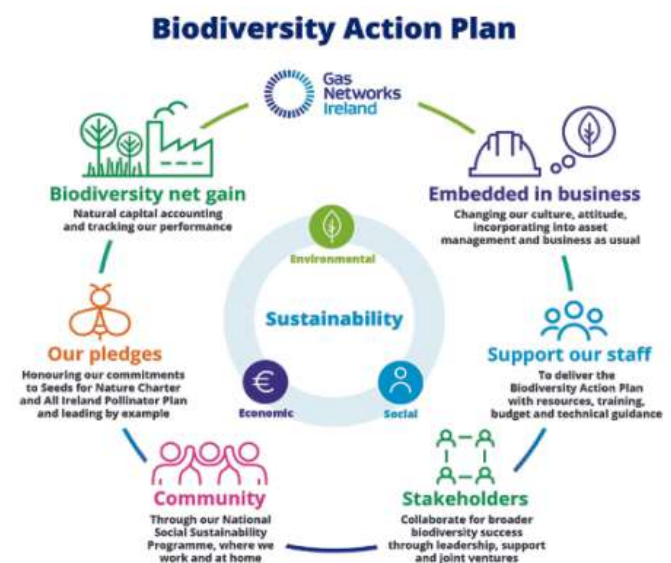 Biodiversity Action Plan
Gas
Networks
Ireland
Biodiversity net gain
Natural capital accounting
and tracking our performance
Embedded in business
Changing our culture, attitude,
incorporating into asset
management and business as usual
Environmental
Sustainability
€
Economic
Social
Our pledges
Honouring our commitments
to Seeds for Nature Charter
and All Ireland Pollinator Plan
and leading by example
Support our staff
To deliver the
Biodiversity Action Plan
with resources, training,
budget and technical guidance
Community
Through our National
Social Sustainability
Programme, where we
work and at home
Stakeholders
Collaborate for broader
biodiversity success
through leadership, support
and joint ventures